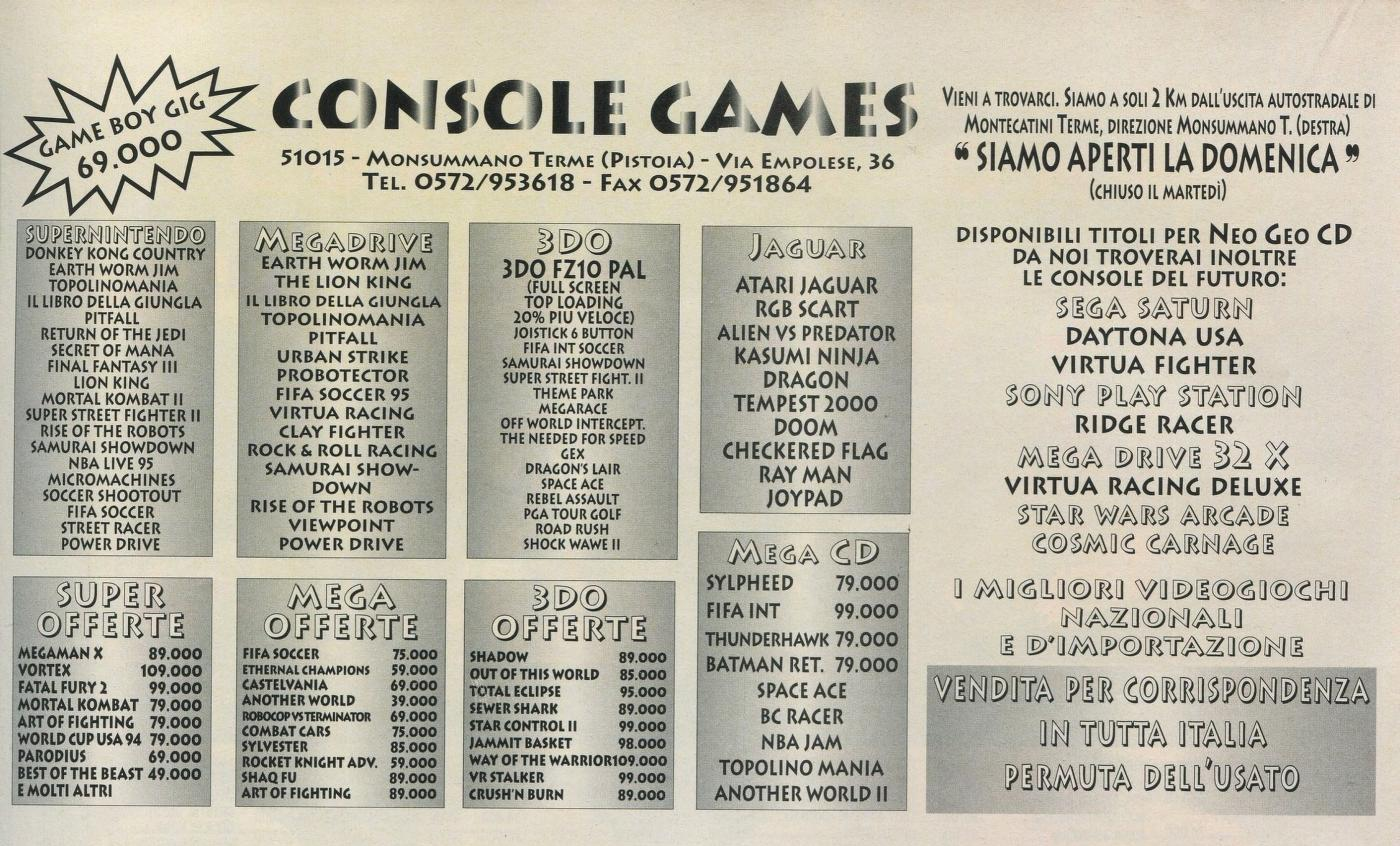 GAME BOY GIG
69.000
CONSOLE GAMES
51015 - MONSUMMANO TERME (PISTOIA) - VIA EMPOLESE, 36
TEL. 0572/953618 - FAX 0572/951864
VIENI A TROVARCI. SIAMO A SOLI 2 KM DALL'USCITA AUTOSTRADALE DI
MONTECATINI TERME, DIREZIONE MONSUMMANO T. (DESTRA)
“ SIAMO APERTI LA DOMENICA ”
(CHIUSO IL MARTEDÌ)
SUPERNINTENDO
DONKEY KONG COUNTRY
EARTH WORM JIM
TOPOLINOMANIA
IL LIBRO DELLA GIUNGLA
PITFALL
RETURN OF THE JEDI
SECRET OF MANA
FINAL FANTASY III
LION KING
MORTAL KOMBAT II
SUPER STREET FIGHTER II
RISE OF THE ROBOTS
SAMURAI SHOWDOWN
NBA LIVE 95
MICROMACHINES
SOCCER SHOOTOUT
FIFA SOCCER
STREET RACER
POWER DRIVE
MEGADRIVE
EARTH WORM JIM
THE LION KING
IL LIBRO DELLA GIUNGLA
TOPOLINOMANIA
PITFALL
URBAN STRIKE
PROBOTECTOR
FIFA SOCCER 95
VIRTUA RACING
CLAY FIGHTER
ROCK & ROLL RACING
SAMURAI SHOW-
DOWN
RISE OF THE ROBOTS
VIEWPOINT
POWER DRIVE
3DO
3DO FZ10 PAL
(FULL SCREEN
TOP LOADING
20% PIU VELOCE)
JOISTICK 6 BUTTON
FIFA INT SOCCER
SAMURAI SHOWDOWN
SUPER STREET FIGHT. II
THEME PARK
MEGARACE
OFF WORLD INTERCEPT.
THE NEEDED FOR SPEED
GEX
DRAGON'S LAIR
SPACE ACE
REBEL ASSAULT
PGA TOUR GOLF
ROAD RUSH
SHOCK WAWE II
JAGUAR
ATARI JAGUAR
RGB SCART
ALIEN VS PREDATOR
KASUMI NINJA
DRAGON
TEMPEST 2000
DOOM
CHECKERED FLAG
RAY MAN
JOYPAD
DISPONIBILI TITOLI PER NEO GEO CD
DA NOI TROVERAI INOLTRE
LE CONSOLE DEL FUTURO:
SEGA SATURN
DAYTONA USA
VIRTUA FIGHTER
SONY PLAY STATION
RIDGE RACER
MEGA DRIVE 32 X
VIRTUA RACING DELUXE
STAR WARS ARCADE
COSMIC CARNAGE
I MIGLIORI VIDEOGIOCHI
NAZIONALI
E D'IMPORTAZIONE
SUPER
OFFERTE
MEGAMAN X 89.000
VORTEX 109.000
FATAL FURY 2 99.000
MORTAL KOMBAT 79.000
ART OF FIGHTING 79.000
WORLD CUP USA 94 79.000
PARODIUS 69.000
BEST OF THE BEAST 49.000
E MOLTI ALTRI
MEGA
OFFERTE
FIFA SOCCER 75.000
ETHERNAL CHAMPIONS 59.000
CASTELVANIA 69.000
ANOTHER WORLD 39.000
ROBOCOP VS TERMINATOR 69.000
COMBAT CARS 75.000
SYLVESTER 85.000
ROCKET KNIGHT ADV. 59.000
SHAQ FU 89.000
ART OF FIGHTING 89.000
3DO
OFFERTE
SHADOW 89.000
OUT OF THIS WORLD 85.000
TOTAL ECLIPSE 95.000
SEWER SHARK 89.000
STAR CONTROL II 99.000
JAMMIT BASKET 98.000
WAY OF THE WARRIOR109.000
VR STALKER 99.000
CRUSH'N BURN 89.000
MEGA CD
SYLPHEED 79.000
FIFA INT 99.000
THUNDERHAWK 79.000
BATMAN RET. 79.000
SPACE ACE
BC RACER
NBA JAM
TOPOLINO MANIA
ANOTHER WORLD II
VENDITA PER CORRISPONDENZA
IN TUTTA ITALIA
PERMUTA DELL'USATO